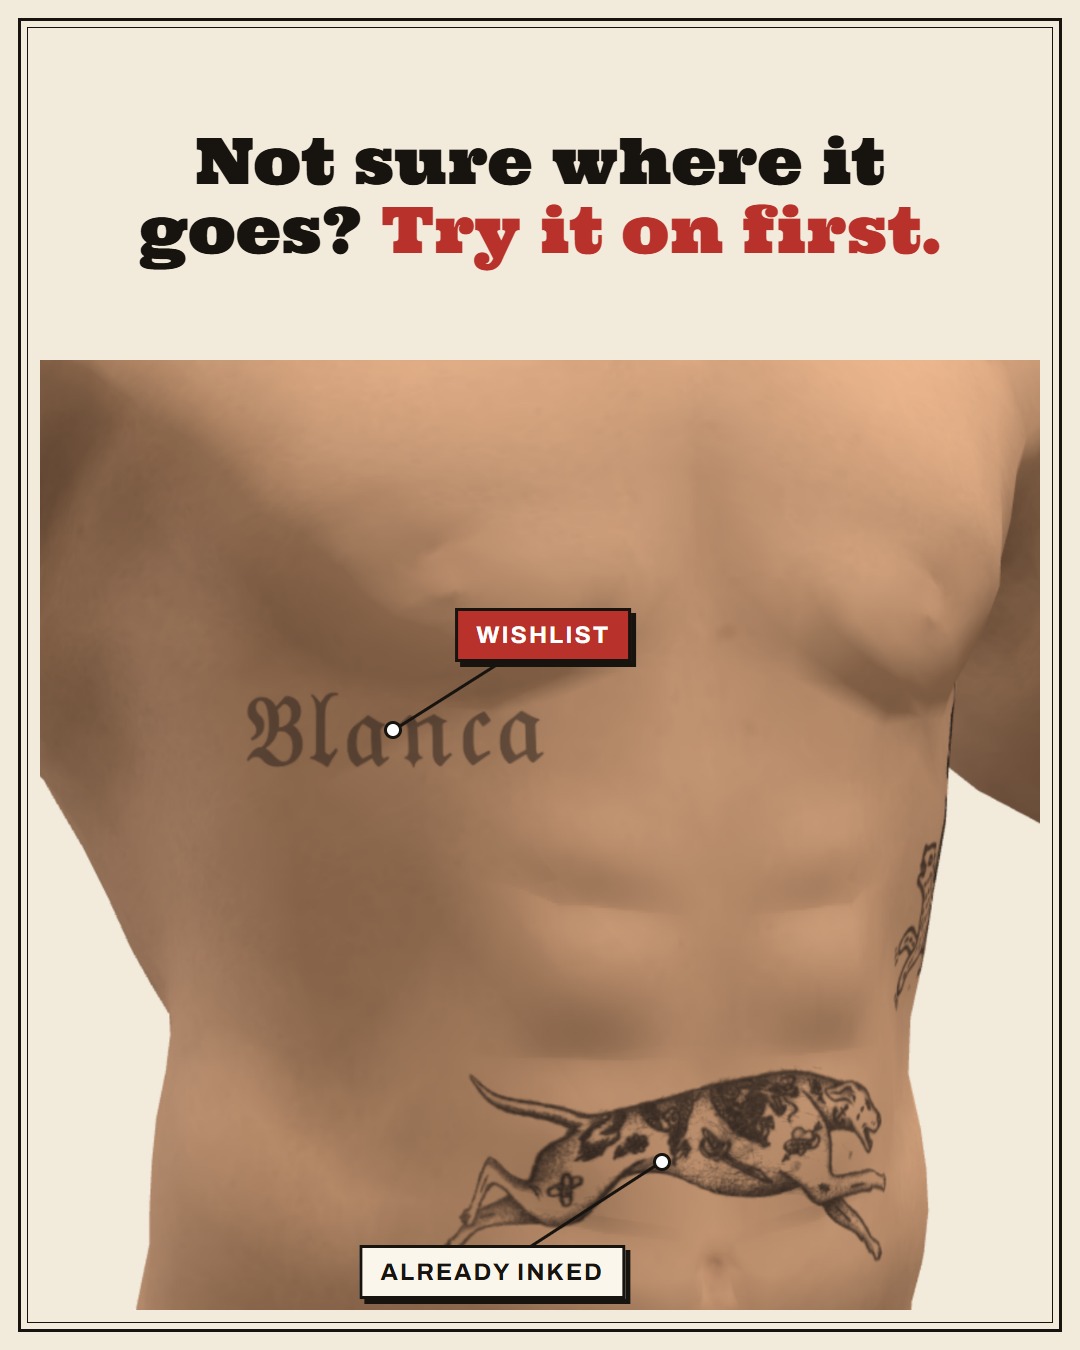 Not sure where it
goes? Try it on first.
WISHLIST
Blanca
ALREADY INKED